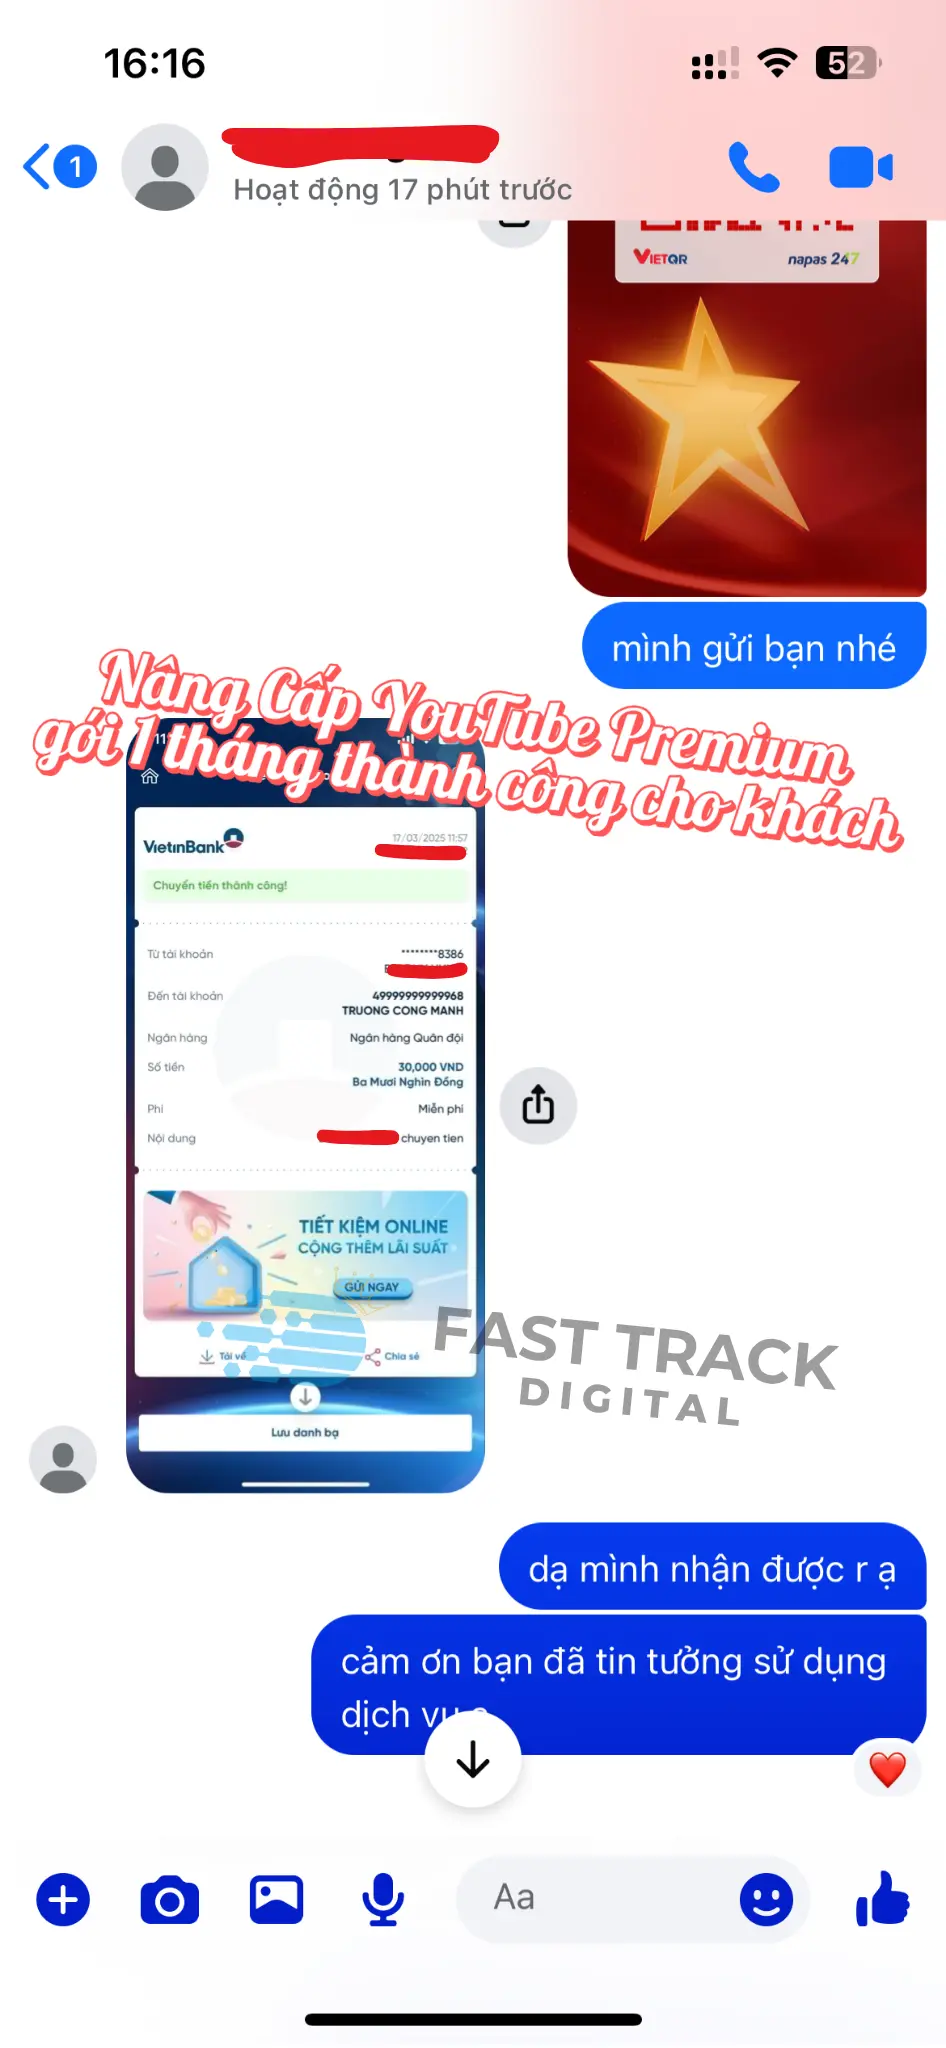 16:16
52
1
Hoạt động 17 phút trước
VIETQR
napas 247
mình gửi bạn nhé
Nâng Cấp YouTube Premium
gói 1 tháng thành công cho khách
VietinBank
17/03/2025 11:57
Chuyển tiền thành công!
Từ tài khoản
********8386
Đến tài khoản
49999999999968
TRUONG CONG MANH
Ngân hàng
Ngân hàng Quân đội
Số tiền
30,000 VND
Ba Mươi Nghìn Đồng
Phí
Miễn phí
Nội dung
chuyen tien
TIẾT KIỆM ONLINE
CỘNG THÊM LÃI SUẤT
GỬI NGAY
FAST TRACK
DIGITAL
Tải về
Chia sẻ
Lưu danh bạ
dạ mình nhận được r ạ
cảm ơn bạn đã tin tưởng sử dụng
dịch vụ
Aa